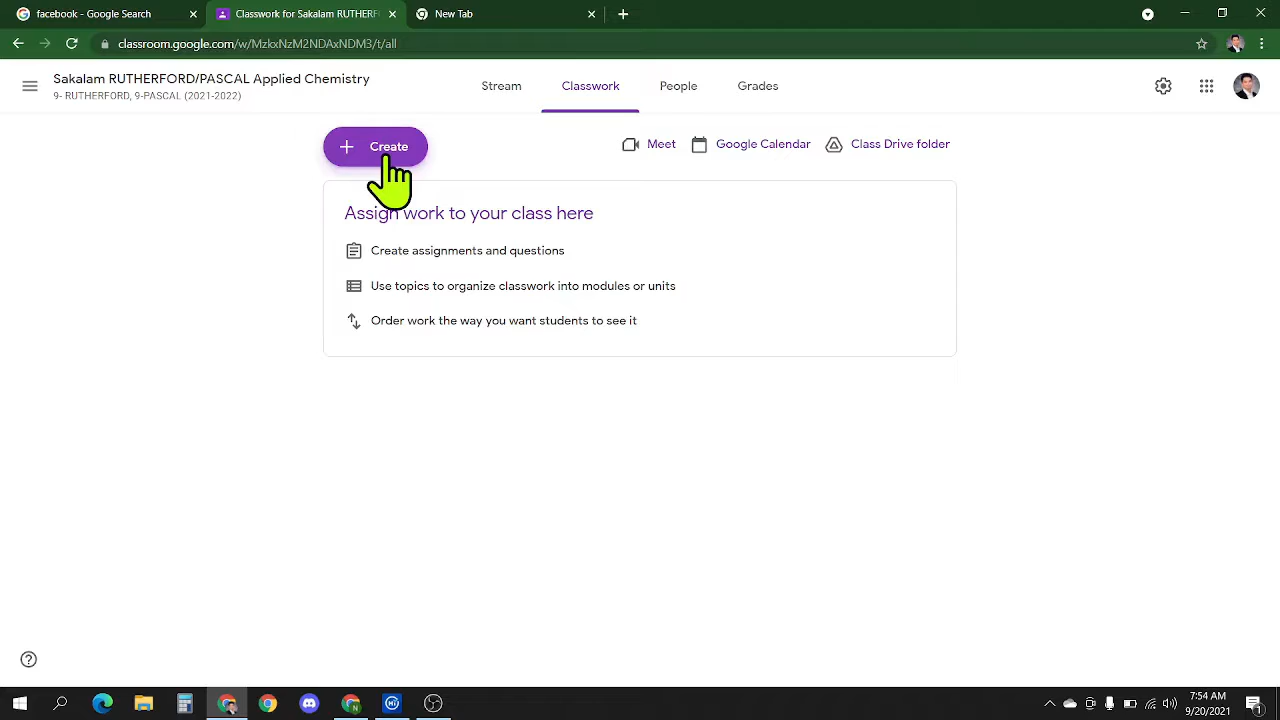 facebook - Google Search
Classwork for Sakalam RUTHERF
New Tab
classroom.google.com/w/MzkxNzM2NDAxNDM3/t/all
Sakalam RUTHERFORD/PASCAL Applied Chemistry
9- RUTHERFORD, 9-PASCAL (2021-2022)
Stream
Classwork
People
Grades
Create
Meet
Google Calendar
Class Drive folder
Assign work to your class here
Create assignments and questions
Use topics to organize classwork into modules or units
Order work the way you want students to see it
7:54 AM
9/20/2021